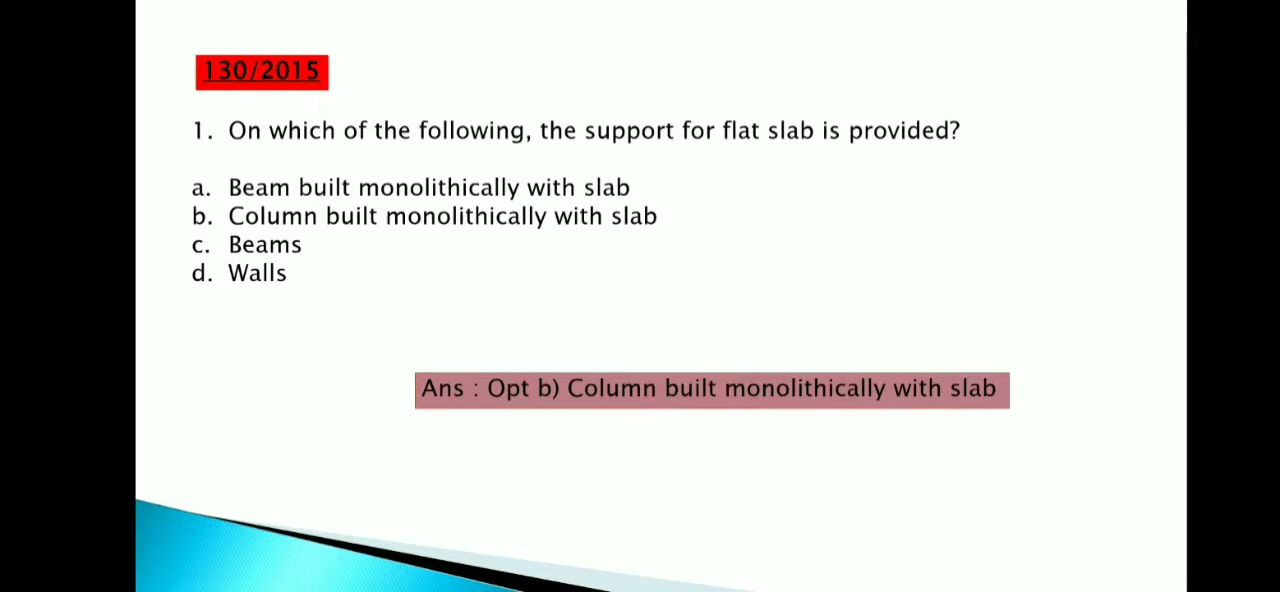 130/2015
1. On which of the following, the support for flat slab is provided?
a. Beam built monolithically with slab
b. Column built monolithically with slab
c. Beams
d. Walls
Ans : Opt b) Column built monolithically with slab